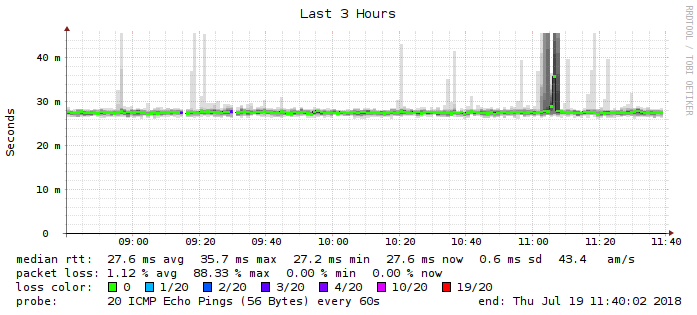 Last 3 Hours
RRDTOOL / TOBI OETIKER
Seconds
40 m
30 m
20 m
10 m
0
09:00 09:20 09:40 10:00 10:20 10:40 11:00 11:20 11:40
median rtt: 27.6 ms avg 35.7 ms max 27.2 ms min 27.6 ms now 0.6 ms sd 43.4 am/s
packet loss: 1.12 % avg 88.33 % max 0.00 % min 0.00 % now
loss color: 0 1/20 2/20 3/20 4/20 10/20 19/20
probe: 20 ICMP Echo Pings (56 Bytes) every 60s end: Thu Jul 19 11:40:02 2018